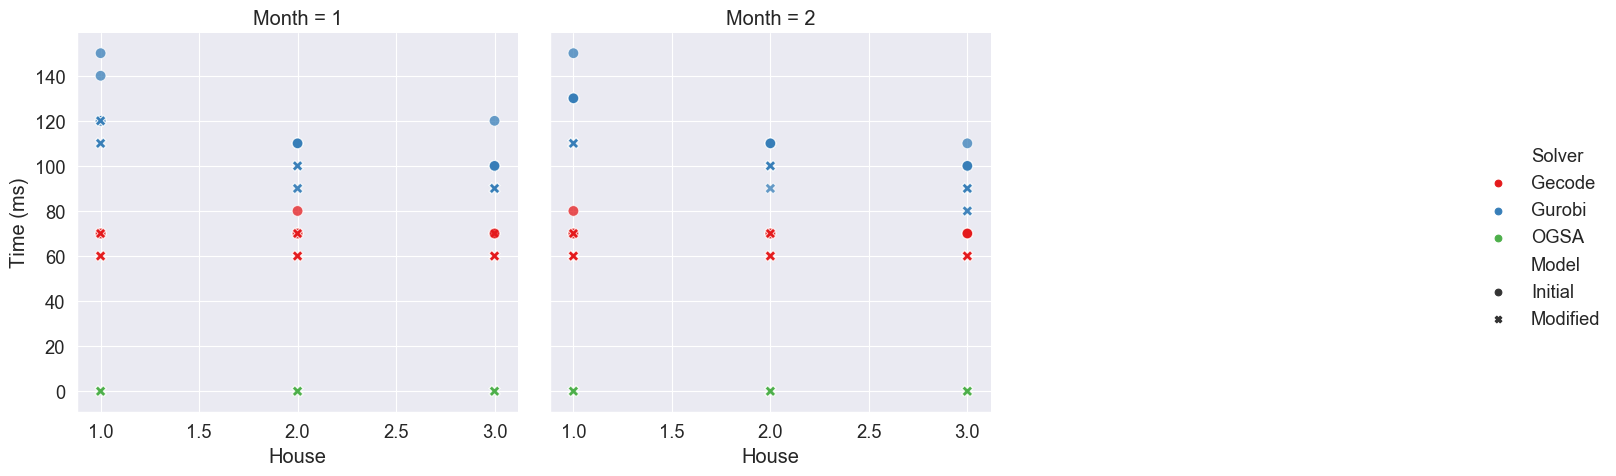 Month = 1
Month = 2
Time (ms)
140
120
100
80
60
40
20
0
1.0 1.5 2.0 2.5 3.0
House
1.0 1.5 2.0 2.5 3.0
House
Solver
Gecode
Gurobi
OGSA
Model
Initial
Modified